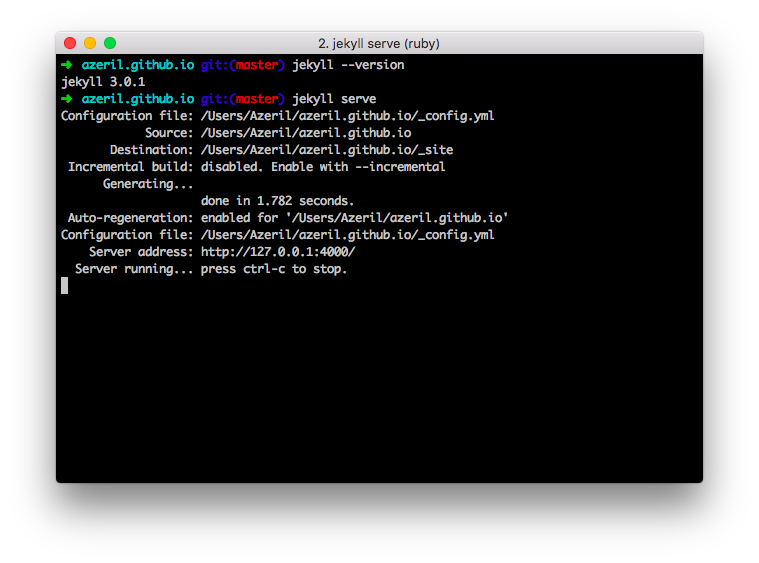 2. jekyll serve (ruby)
➜ azeril.github.io git:(master) jekyll --version
jekyll 3.0.1
➜ azeril.github.io git:(master) jekyll serve
Configuration file: /Users/Azeril/azeril.github.io/_config.yml
Source: /Users/Azeril/azeril.github.io
Destination: /Users/Azeril/azeril.github.io/_site
Incremental build: disabled. Enable with --incremental
Generating...
done in 1.782 seconds.
Auto-regeneration: enabled for '/Users/Azeril/azeril.github.io'
Configuration file: /Users/Azeril/azeril.github.io/_config.yml
Server address: http://127.0.0.1:4000/
Server running... press ctrl-c to stop.